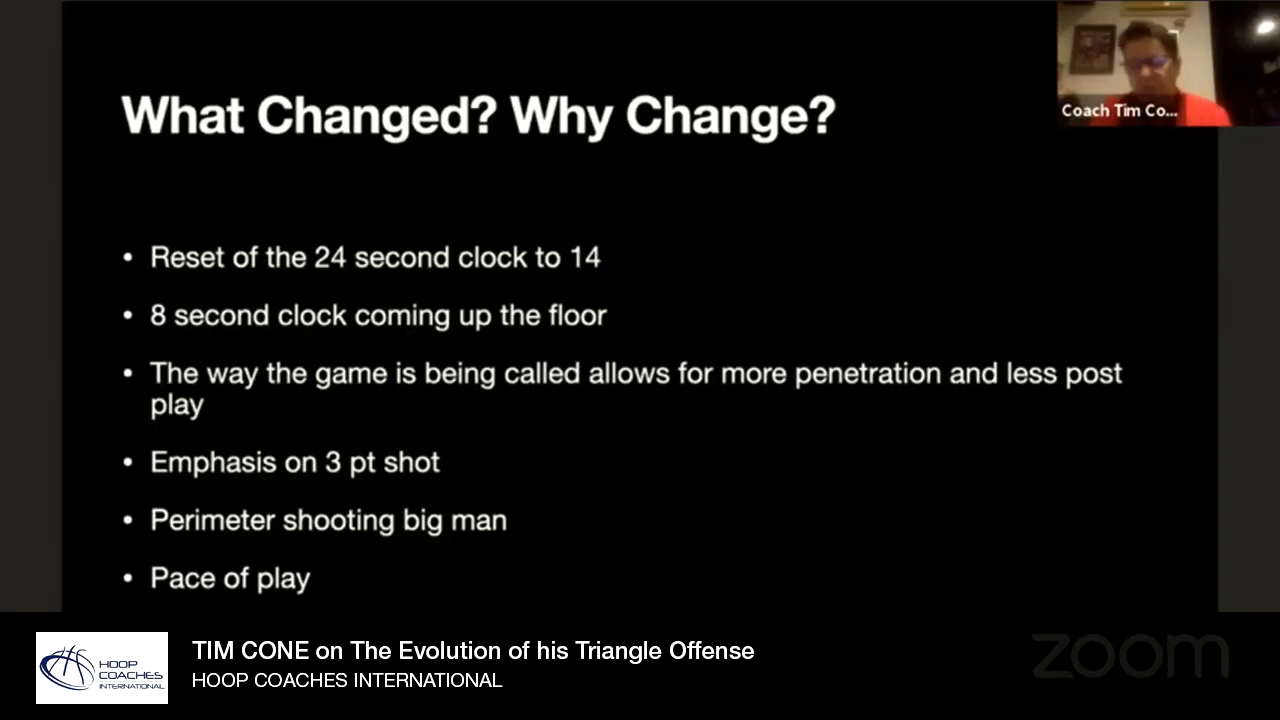 What Changed? Why Change?
Coach Tim Co...
• Reset of the 24 second clock to 14
• 8 second clock coming up the floor
• The way the game is being called allows for more penetration and less post
play
• Emphasis on 3 pt shot
• Perimeter shooting big man
• Pace of play
HOOP
COACHES
INTERNATIONAL
TIM CONE on The Evolution of his Triangle Offense
HOOP COACHES INTERNATIONAL
zoom